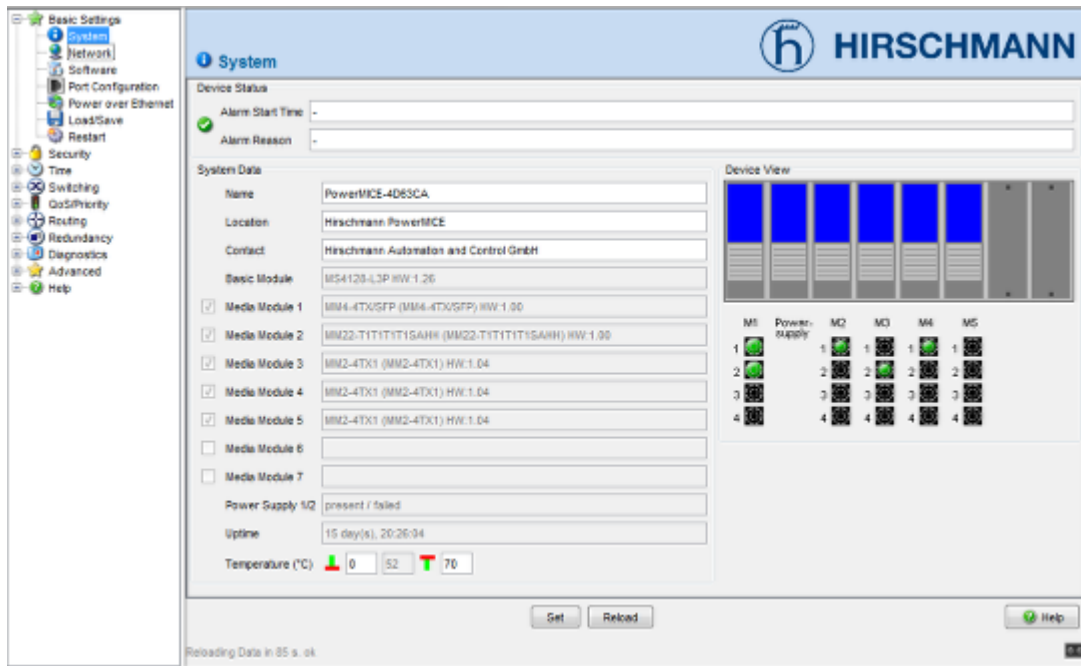 Basic Settings
System
Network
Software
Port Configuration
Power over Ethernet
Load/Save
Restart
Security
Time
Switching
QoS/Priority
Routing
Redundancy
Diagnostics
Advanced
Help
System
HIRSCHMANN
Device Status
Alarm Start Time -
Alarm Reason -
System Data
Name PowerMICE-4D63CA
Location Hirschmann PowerMICE
Contact Hirschmann Automation and Control GmbH
Basic Module MS4128-L3P HW:1.26
Media Module 1 MM4-4TX/SFP (MM4-4TX/SFP) HW:1.00
Media Module 2 MM22-T1T1T1T1SAHH (MM22-T1T1T1T1SAHH) HW:1.00
Media Module 3 MM2-4TX1 (MM2-4TX1) HW:1.04
Media Module 4 MM2-4TX1 (MM2-4TX1) HW:1.04
Media Module 5 MM2-4TX1 (MM2-4TX1) HW:1.04
Media Module 6
Media Module 7
Power Supply 1/2 present / failed
Uptime 15 day(s), 20:26:04
Temperature (°C) 0 52 70
Device View
M1 Power-supply M2 M3 M4 M5
1 1 1 1 1
2 2 2 2 2
3 3 3 3 3
4 4 4 4 4
Set Reload Help
Reloading Data in 85 s. ok